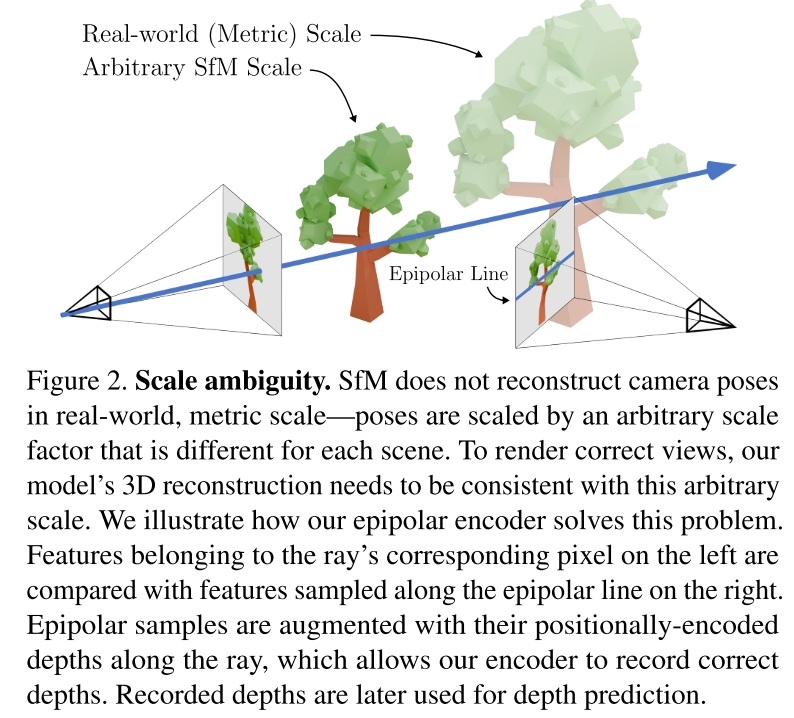 Real-world (Metric) Scale
Arbitrary SfM Scale
Epipolar Line
Figure 2. Scale ambiguity. SfM does not reconstruct camera poses
in real-world, metric scale—poses are scaled by an arbitrary scale
factor that is different for each scene. To render correct views, our
model's 3D reconstruction needs to be consistent with this arbitrary
scale. We illustrate how our epipolar encoder solves this problem.
Features belonging to the ray's corresponding pixel on the left are
compared with features sampled along the epipolar line on the right.
Epipolar samples are augmented with their positionally-encoded
depths along the ray, which allows our encoder to record correct
depths. Recorded depths are later used for depth prediction.